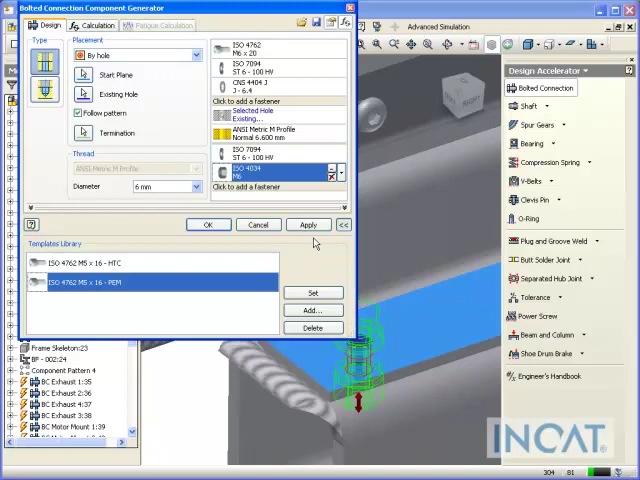 Bolted Connection Component Generator
Design
Calculation
Fatigue Calculation
Type
Placement
By hole
Start Plane
Existing Hole
Follow pattern
Termination
Thread
ANSI Metric M Profile
Diameter
6 mm
ISO 4762
M6 x 20
ISO 7094
ST 6 - 100 HV
CNS 4404 J
J - 6.4
Click to add a fastener
Selected Hole
Existing...
ANSI Metric M Profile
Normal 6.600 mm
ISO 7094
ST 6 - 100 HV
ISO 4034
M6
Click to add a fastener
OK
Cancel
Apply
<<
Templates Library
ISO 4762 M5 x 16 - HTC
ISO 4762 M5 x 16 - PEM
Set
Add...
Delete
Frame Skeleton:23
BF - 002:24
Component Pattern 4
BC Exhaust 1:35
BC Exhaust 2:36
BC Exhaust 4:37
BC Exhaust 3:38
BC Motor Mount 1:39
Advanced Simulation
RIGHT
Design Accelerator
Bolted Connection
Shaft
Spur Gears
Bearing
Compression Spring
V-Belts
Clevis Pin
O-Ring
Plug and Groove Weld
Butt Solder Joint
Separated Hub Joint
Tolerance
Power Screw
Beam and Column
Shoe Drum Brake
Engineer's Handbook
INCAT
304
81